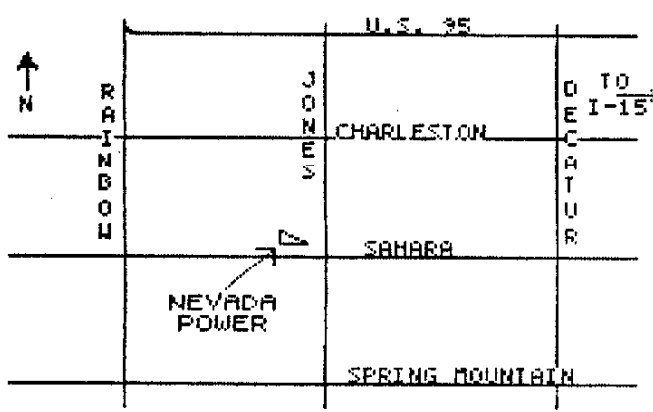 U.S. 95
N
RAINBOW
JONES
DECATUR
TO
I-15
CHARLESTON
SAHARA
NEVADA
POWER
SPRING MOUNTAIN